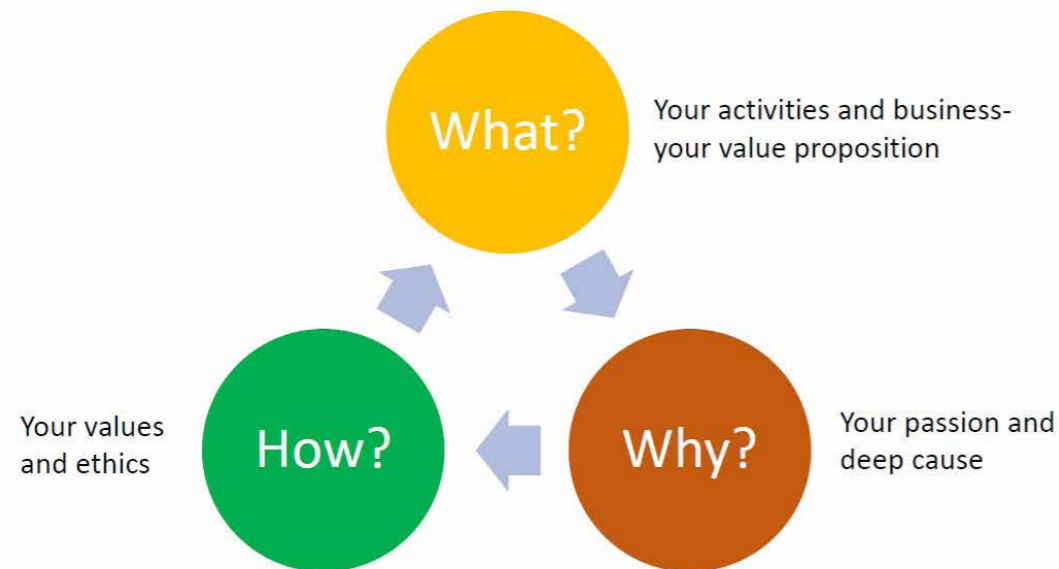 What?
Your activities and business-
your value proposition
Why?
Your passion and
deep cause
How?
Your values
and ethics